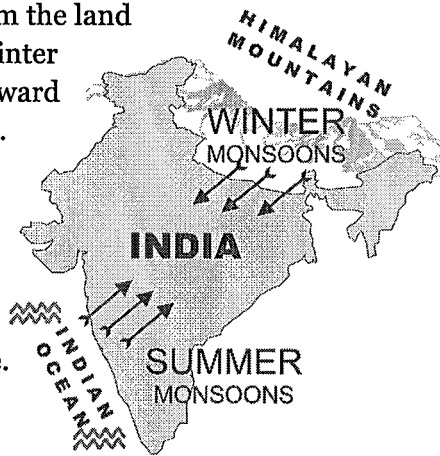 m the land
inter
ward
.
HIMALAYAN
MOUNTAINS
WINTER
MONSOONS
INDIA
INDIAN
OCEAN
SUMMER
MONSOONS
e.